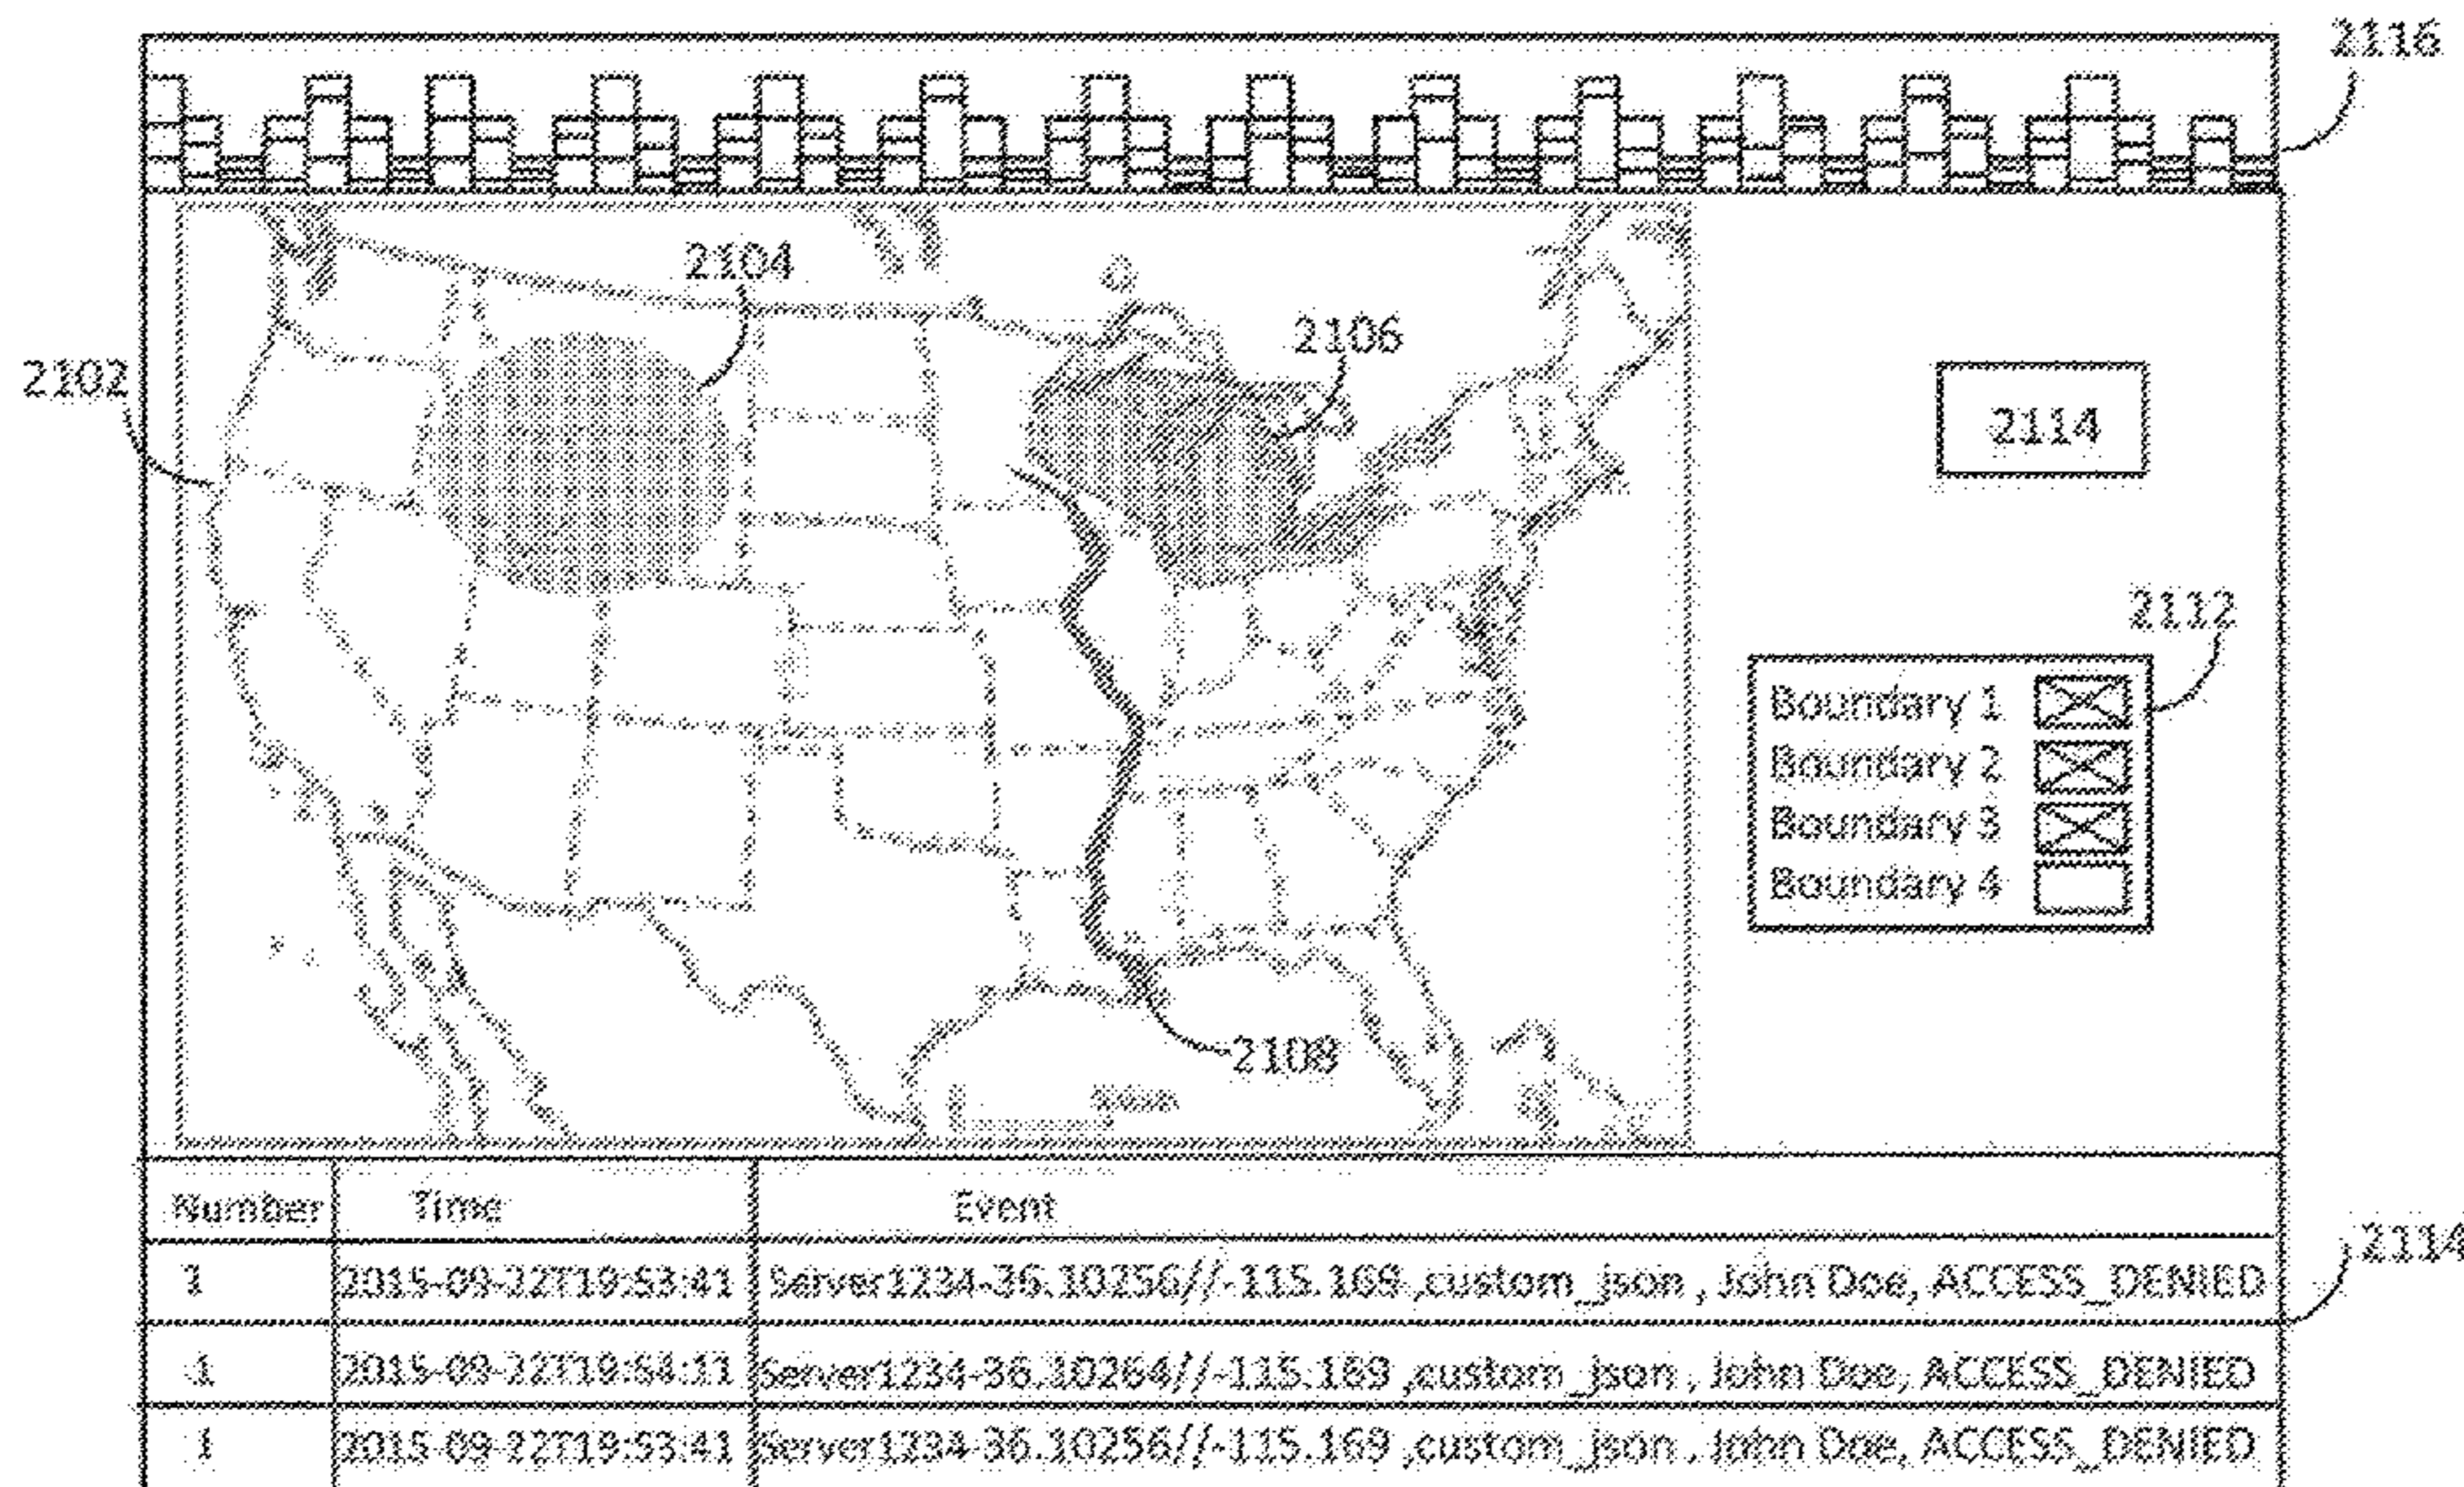 2116
2104
2106
2102
2114
2112
Boundary 1
Boundary 2
Boundary 3
Boundary 4
2108
Number Time Event
1 2015-09-22T19:53:41 Server1234-36.10256//-115.169 ,custom_json , John Doe, ACCESS_DENIED
2114
1 2015-09-22T19:54:11 Server1234-36.10264//-115.169 ,custom_json , John Doe, ACCESS_DENIED
1 2015-09-22T19:53:41 Server1234-36.10256//-115.169 ,custom_json , John Doe, ACCESS_DENIED